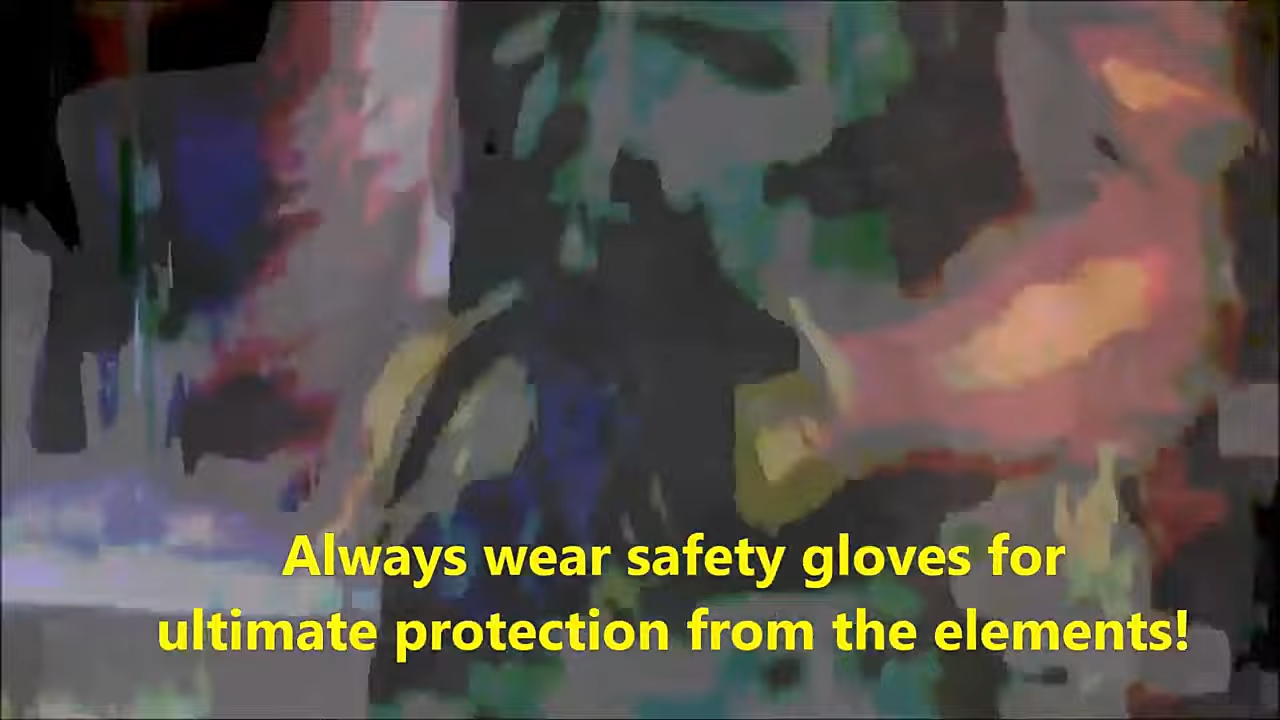 Always wear safety gloves for
ultimate protection from the elements!